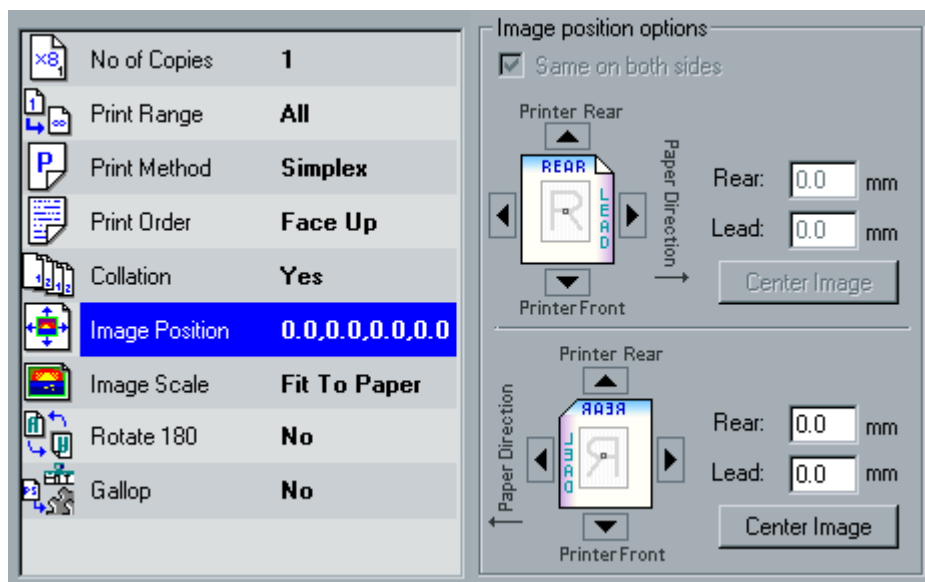 No of Copies 1
Print Range All
Print Method Simplex
Print Order Face Up
Collation Yes
Image Position 0.0,0.0,0.0,0.0
Image Scale Fit To Paper
Rotate 180 No
Gallop No
Image position options
Same on both sides
Printer Rear
REAR
LEAD
R
Paper Direction
Printer Front
Rear: 0.0 mm
Lead: 0.0 mm
Center Image
Printer Rear
Paper Direction
REAR
LEAD
R
Printer Front
Rear: 0.0 mm
Lead: 0.0 mm
Center Image